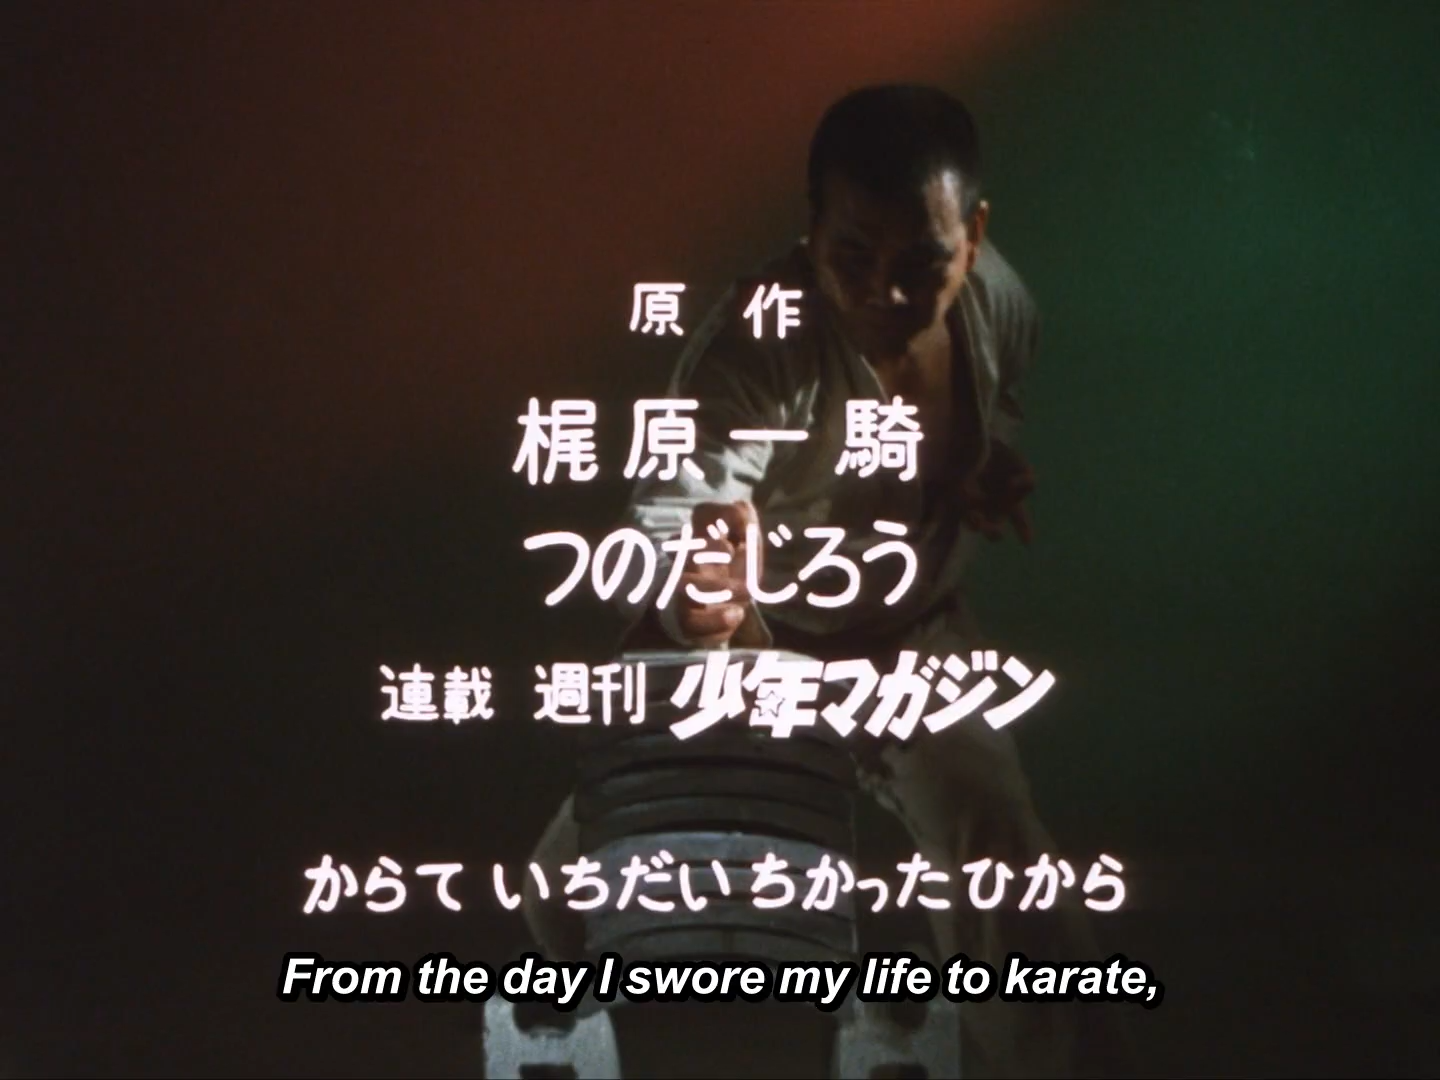 原作
梶原一騎
つのだじろう
連載 週刊 少年マガジン
からて いちだい ちかったひから
From the day I swore my life to karate,